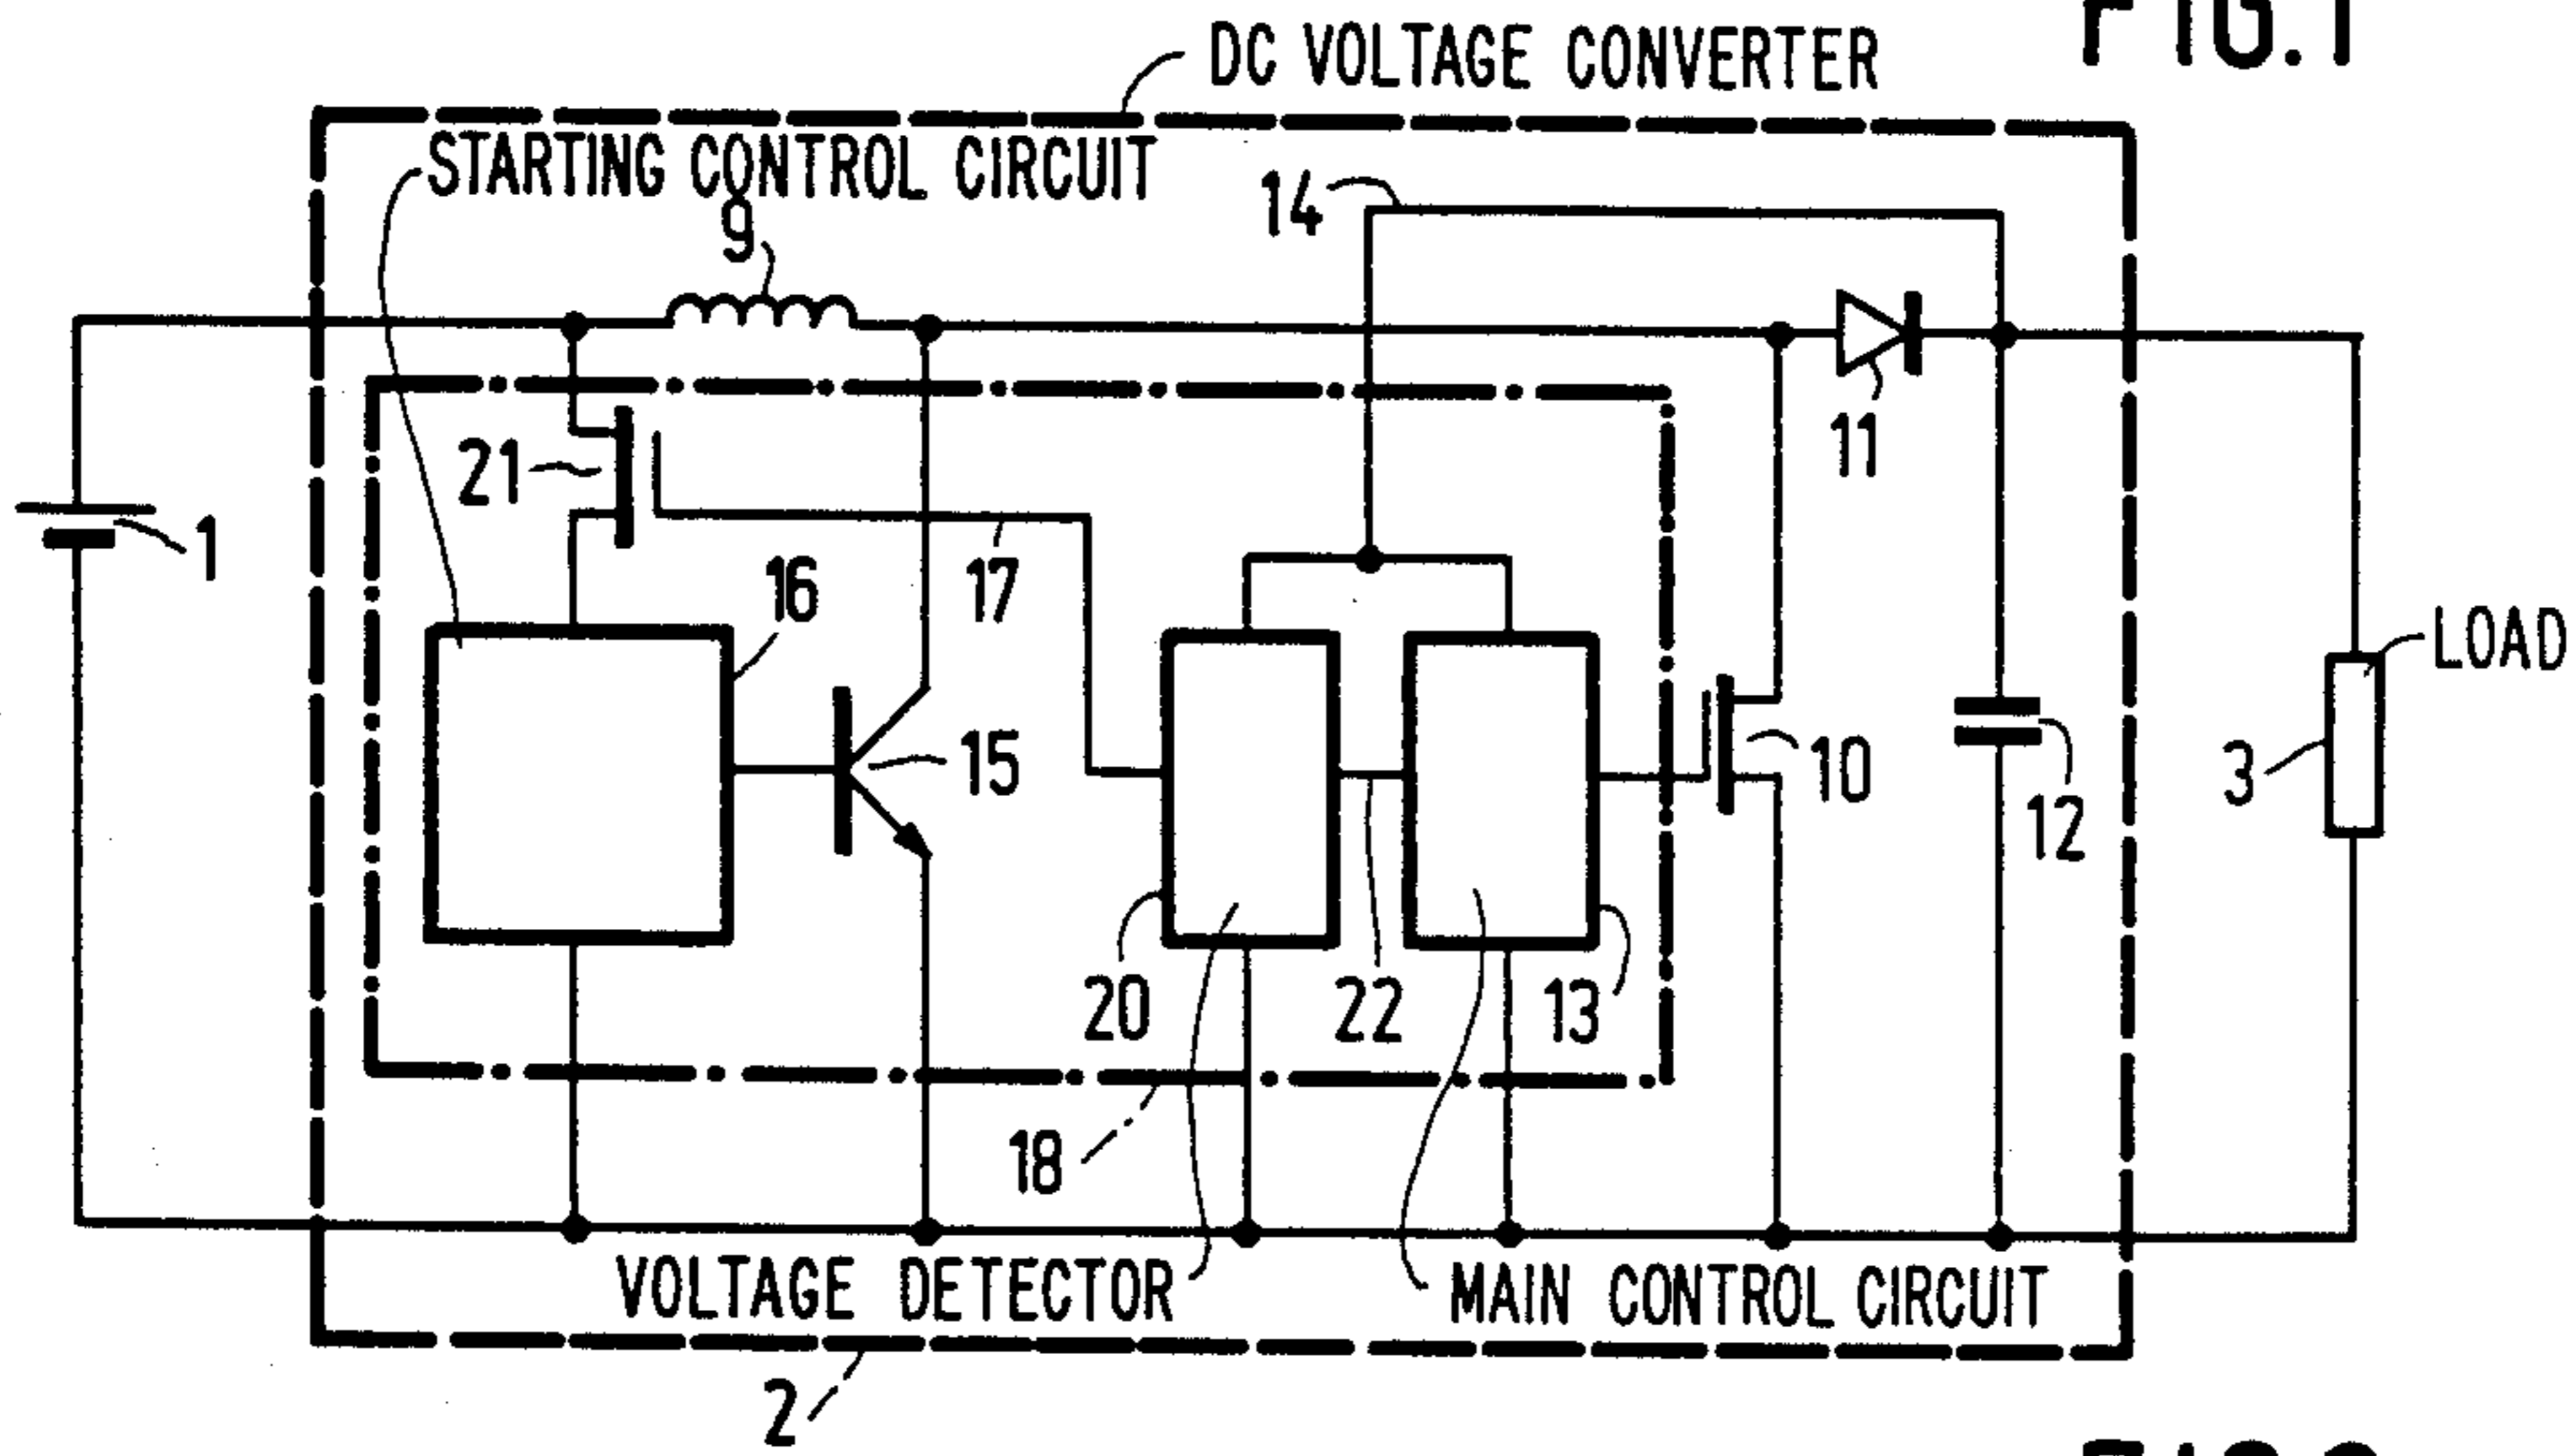 FIG.1
DC VOLTAGE CONVERTER
STARTING CONTROL CIRCUIT
14
9
11
21
1
17
16
LOAD
15
10
3
12
20
22
13
18
VOLTAGE DETECTOR
MAIN CONTROL CIRCUIT
2